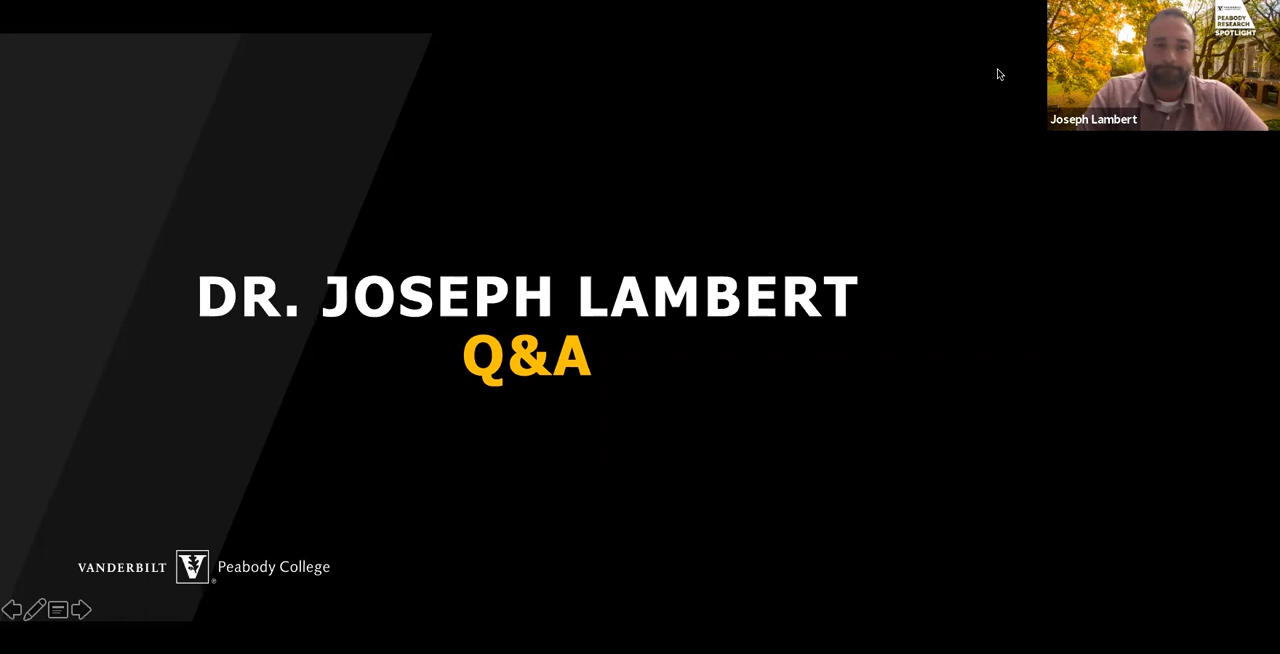 PEABODY
RESEARCH
SPOTLIGHT
Joseph Lambert
DR. JOSEPH LAMBERT
Q&A
VANDERBILT V® Peabody College